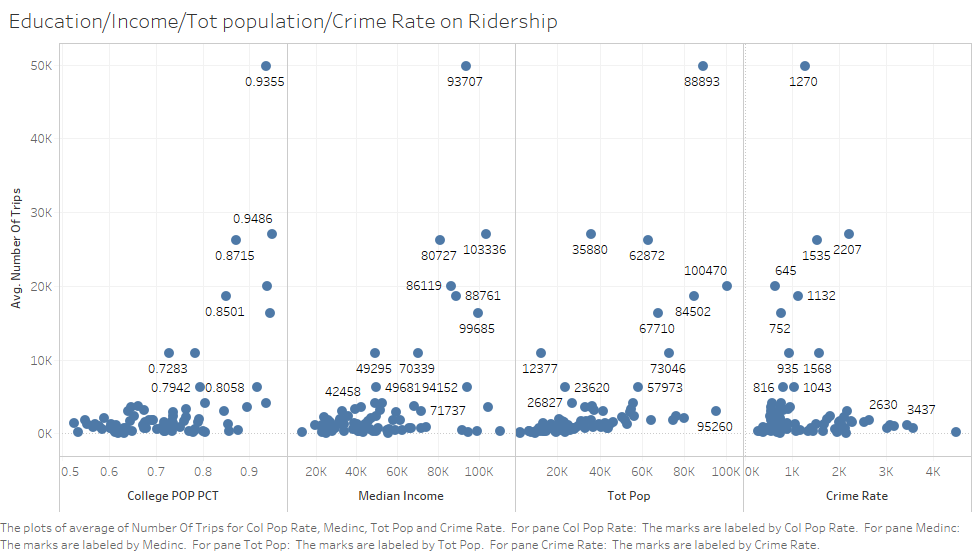 Education/Income/Tot population/Crime Rate on Ridership
50K
40K
30K
20K
10K
0K
Avg. Number Of Trips
0.9355
0.9486
0.8715
0.8501
0.7283
0.7942
0.8058
93707
80727
103336
86119
88761
99685
49295
70339
42458
49681
94152
71737
88893
35880
62872
100470
84502
67710
12377
73046
23620
57973
26827
95260
1270
1535
2207
645
1132
752
935
1568
816
1043
2630
3437
0.5 0.6 0.7 0.8 0.9
20K 40K 60K 80K 100K
20K 40K 60K 80K 100K
0K 1K 2K 3K 4K
College POP PCT
Median Income
Tot Pop
Crime Rate
The plots of average of Number Of Trips for Col Pop Rate, Medinc, Tot Pop and Crime Rate. For pane Col Pop Rate: The marks are labeled by Col Pop Rate. For pane Medinc:
The marks are labeled by Medinc. For pane Tot Pop: The marks are labeled by Tot Pop. For pane Crime Rate: The marks are labeled by Crime Rate.